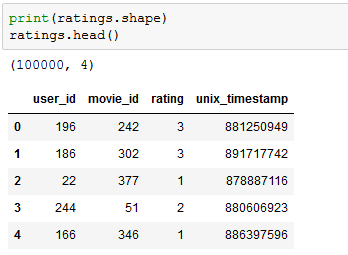 print(ratings.shape)
ratings.head()
(100000, 4)
user_id movie_id rating unix_timestamp
0 196 242 3 881250949
1 186 302 3 891717742
2 22 377 1 878887116
3 244 51 2 880606923
4 166 346 1 886397596